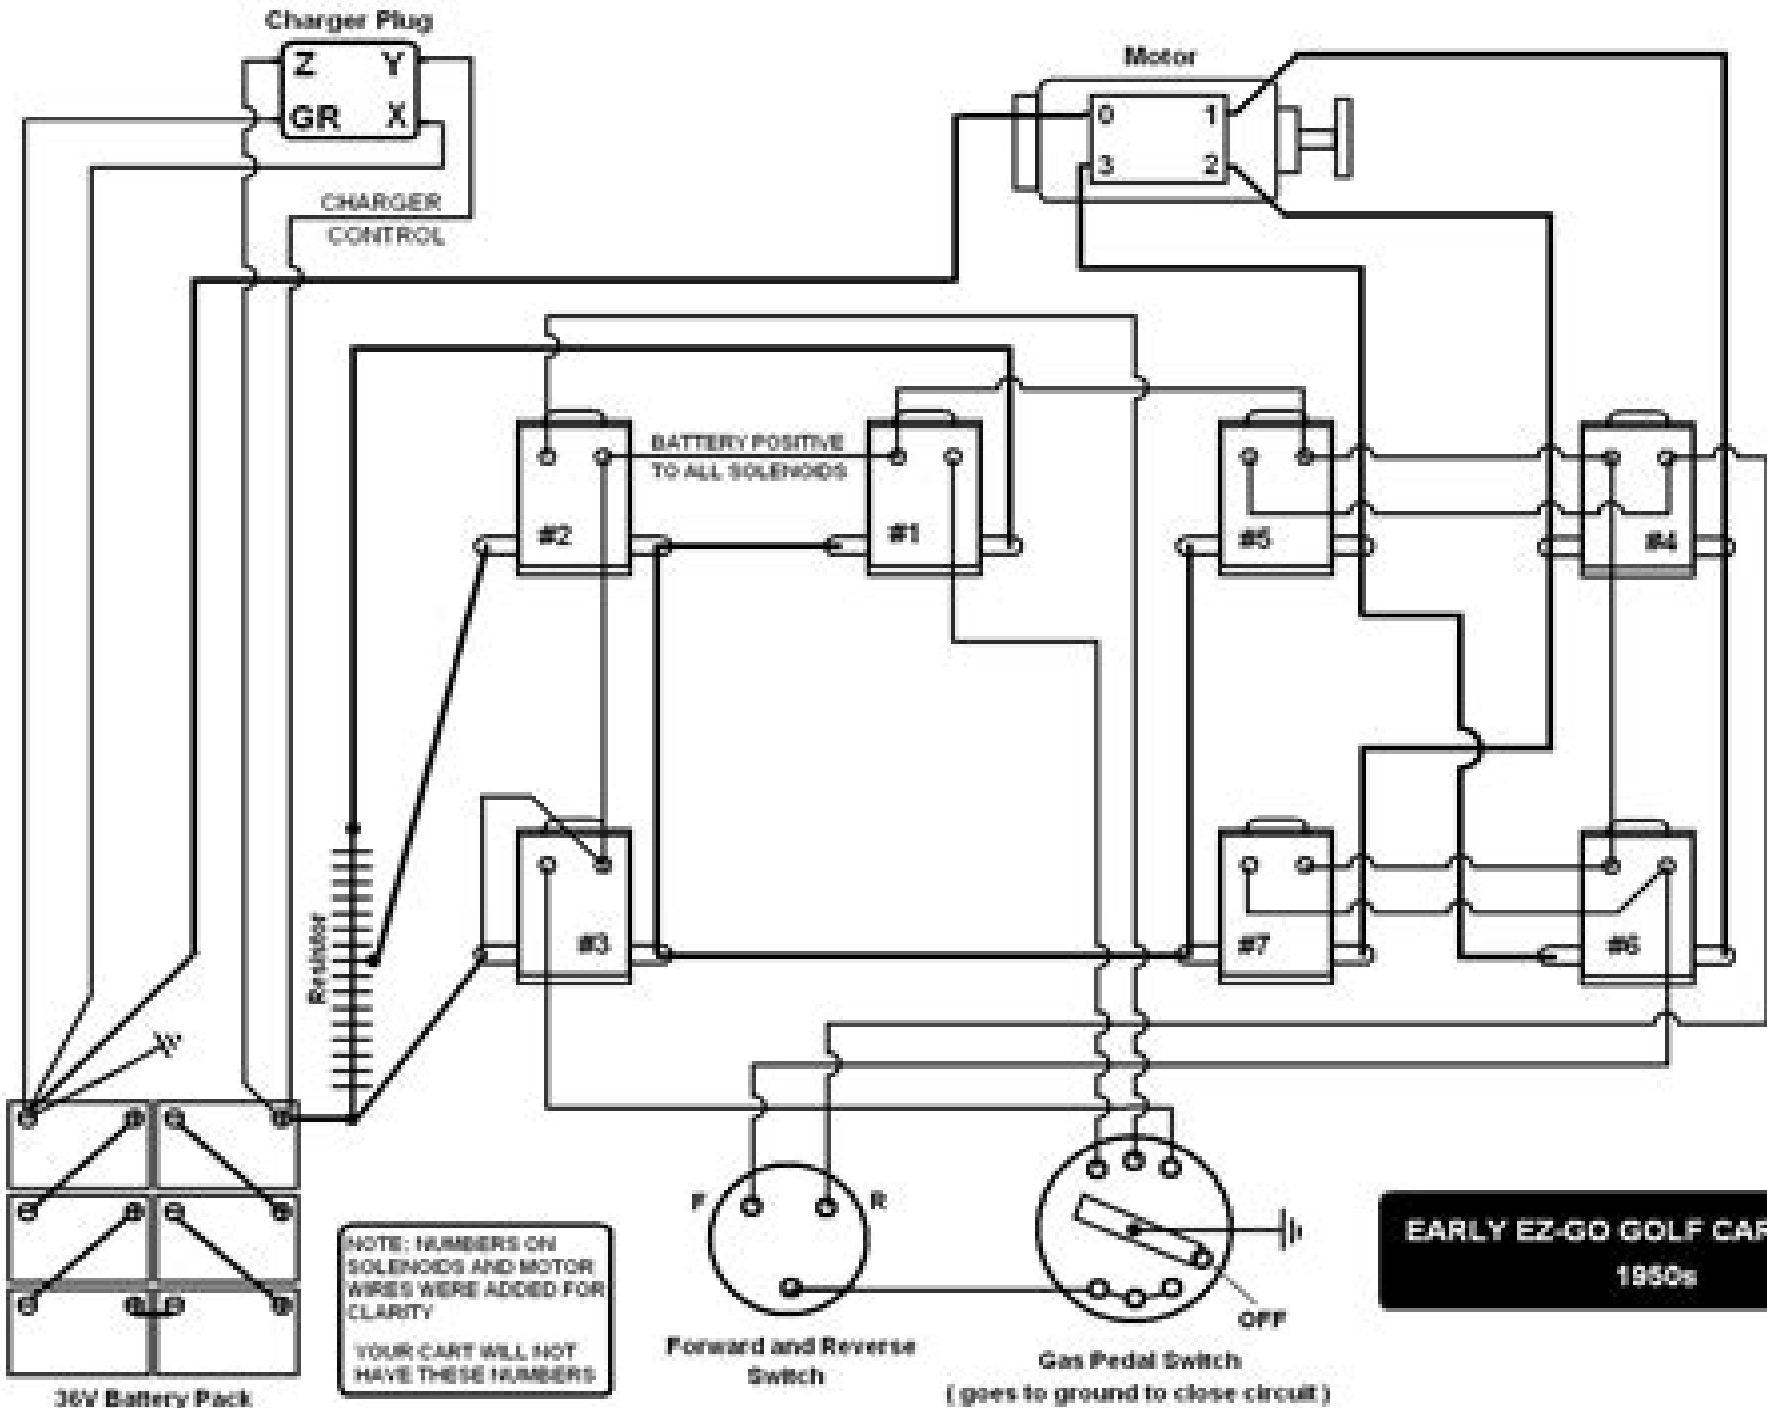 Charger Plug
Z Y
GR X
CHARGER
CONTROL
Motor
0 1
3 2
BATTERY POSITIVE
TO ALL SOLENOIDS
#2
#1
#5
#4
Resistor
#3
#7
#6
F R
OFF
NOTE: NUMBERS ON
SOLENOIDS AND MOTOR
WIRES WERE ADDED FOR
CLARITY
YOUR CART WILL NOT
HAVE THESE NUMBERS
EARLY EZ-GO GOLF CAR
1950s
Forward and Reverse
Switch
Gas Pedal Switch
( goes to ground to close circuit )
36V Battery Pack